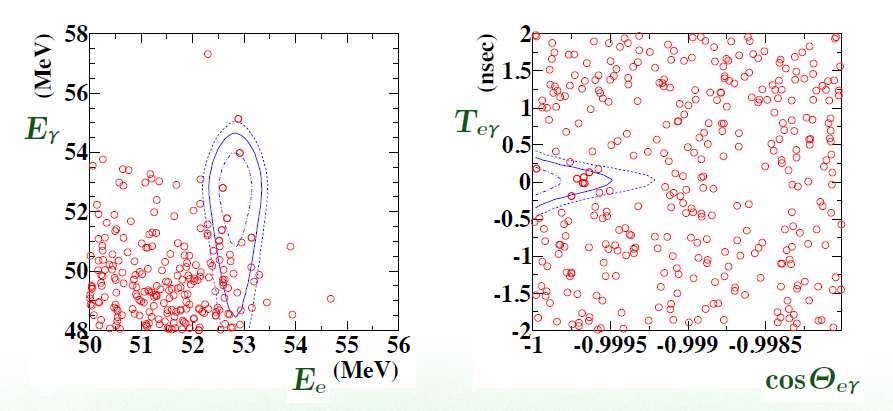 58
56
54
52
50
48
(MeV)
Eγ
50 51 52 53 54 55 56
Ee (MeV)
2
1.5
1
0.5
0
-0.5
-1
-1.5
-2
(nsec)
Teγ
-1 -0.9995 -0.999 -0.9985
cosΘeγ